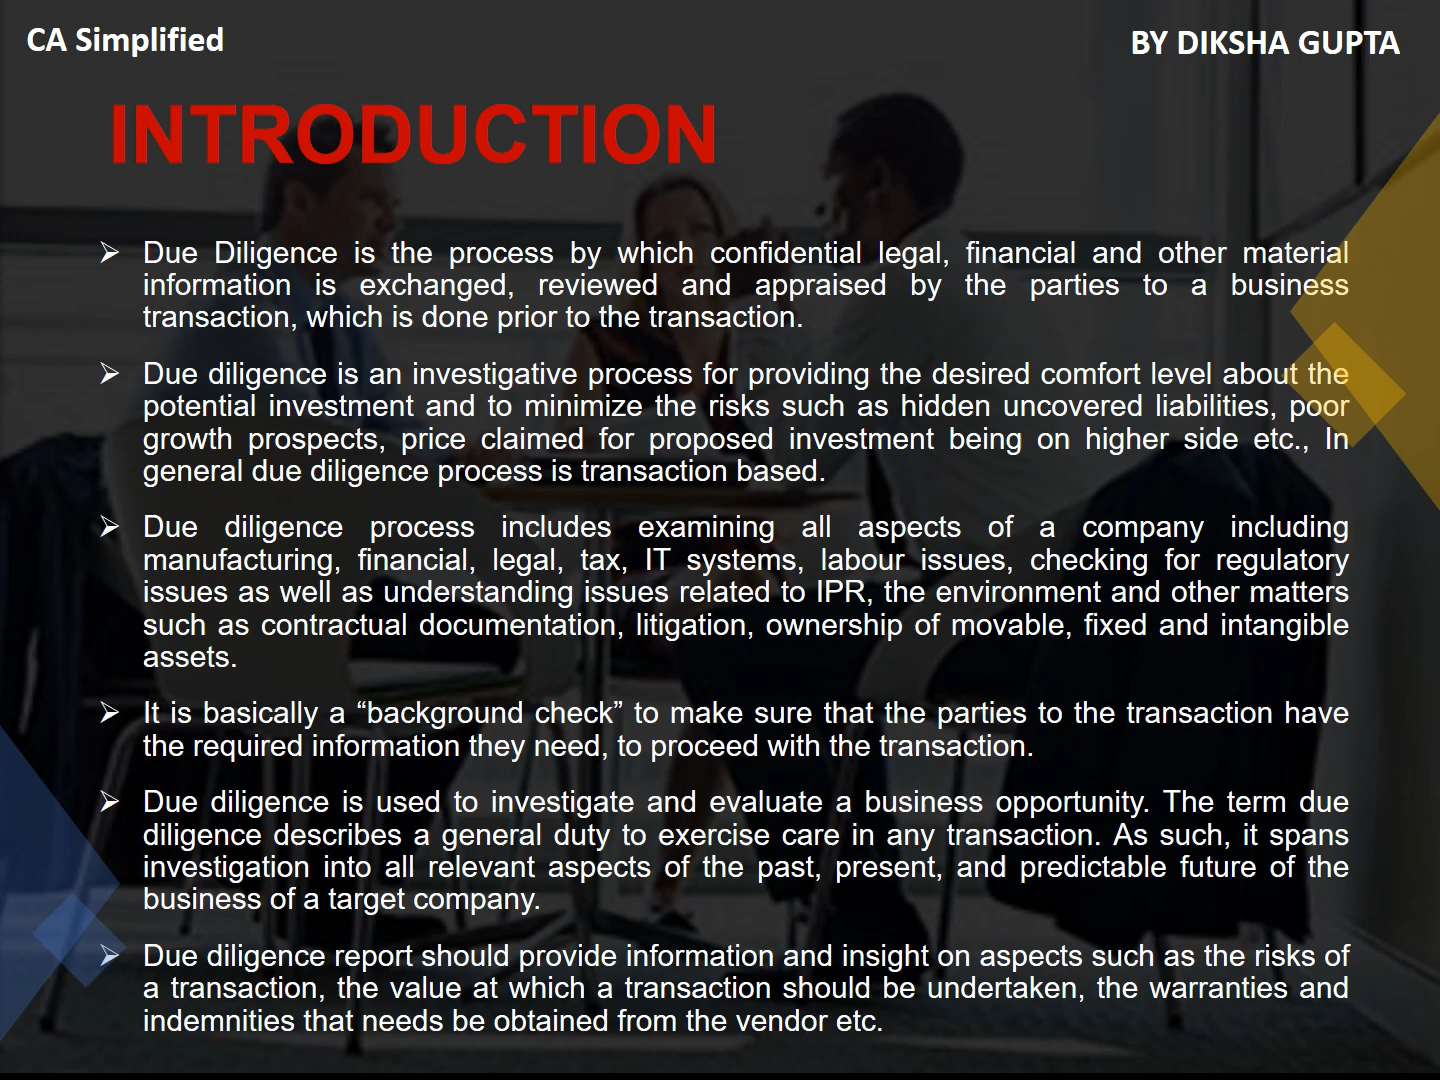 CA Simplified
BY DIKSHA GUPTA
INTRODUCTION
➢ Due Diligence is the process by which confidential legal, financial and other material
information is exchanged, reviewed and appraised by the parties to a business
transaction, which is done prior to the transaction.
➢ Due diligence is an investigative process for providing the desired comfort level about the
potential investment and to minimize the risks such as hidden uncovered liabilities, poor
growth prospects, price claimed for proposed investment being on higher side etc., In
general due diligence process is transaction based.
➢ Due diligence process includes examining all aspects of a company including
manufacturing, financial, legal, tax, IT systems, labour issues, checking for regulatory
issues as well as understanding issues related to IPR, the environment and other matters
such as contractual documentation, litigation, ownership of movable, fixed and intangible
assets.
➢ It is basically a “background check” to make sure that the parties to the transaction have
the required information they need, to proceed with the transaction.
➢ Due diligence is used to investigate and evaluate a business opportunity. The term due
diligence describes a general duty to exercise care in any transaction. As such, it spans
investigation into all relevant aspects of the past, present, and predictable future of the
business of a target company.
➢ Due diligence report should provide information and insight on aspects such as the risks of
a transaction, the value at which a transaction should be undertaken, the warranties and
indemnities that needs be obtained from the vendor etc.